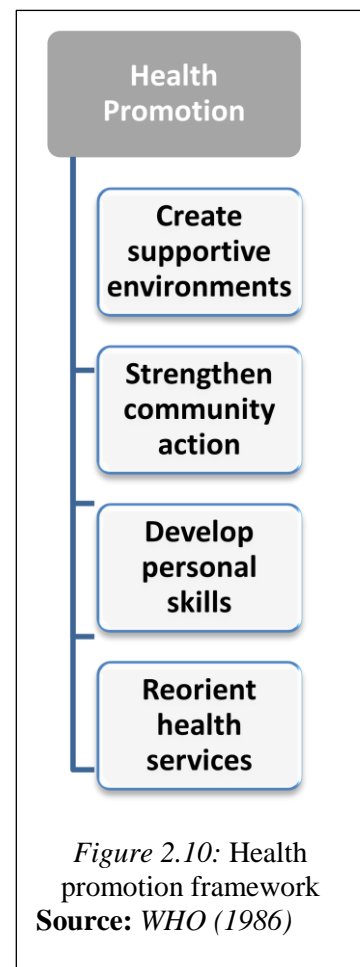 Health
Promotion
Create
supportive
environments
Strengthen
community
action
Develop
personal
skills
Reorient
health
services
Figure 2.10: Health
promotion framework
Source: WHO (1986)